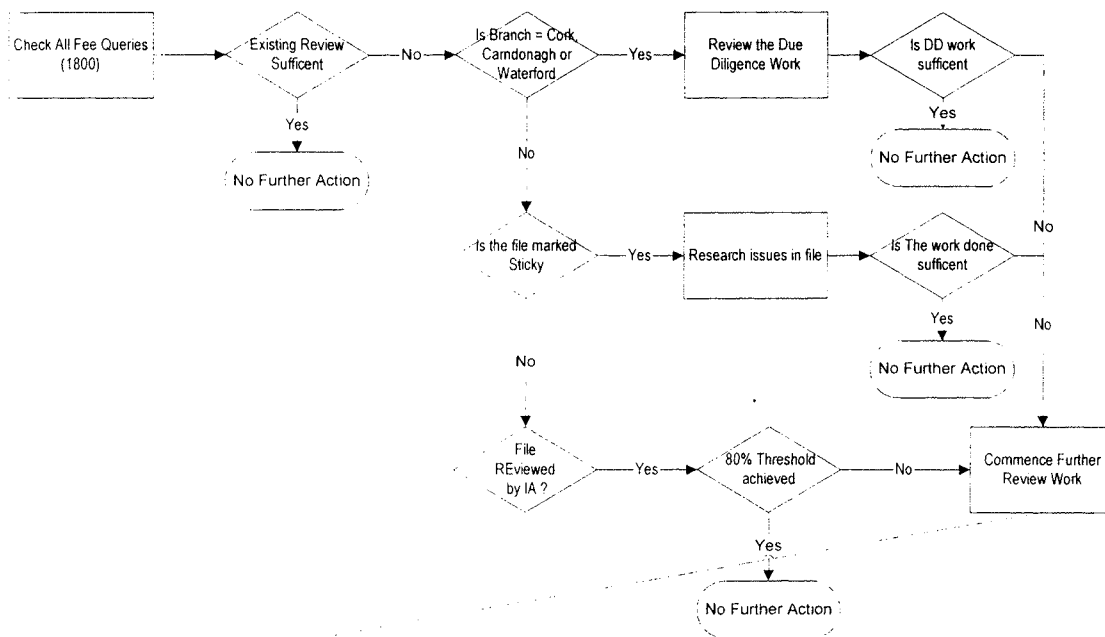 Check All Fee Queries
(1800)
Existing Review
Sufficent
No
Is Branch = Cork,
Carndonagh or
Waterford
Yes
Review the Due
Diligence Work
Is DD work
sufficent
Yes
No Further Action
No
Yes
No Further Action
No
Is the file marked
Sticky
Yes
Research issues in file
Is The work done
sufficent
No
Yes
No Further Action
No
File
REviewed
by IA ?
Yes
80% Threshold
achieved
No
Commence Further
Review Work
Yes
No Further Action